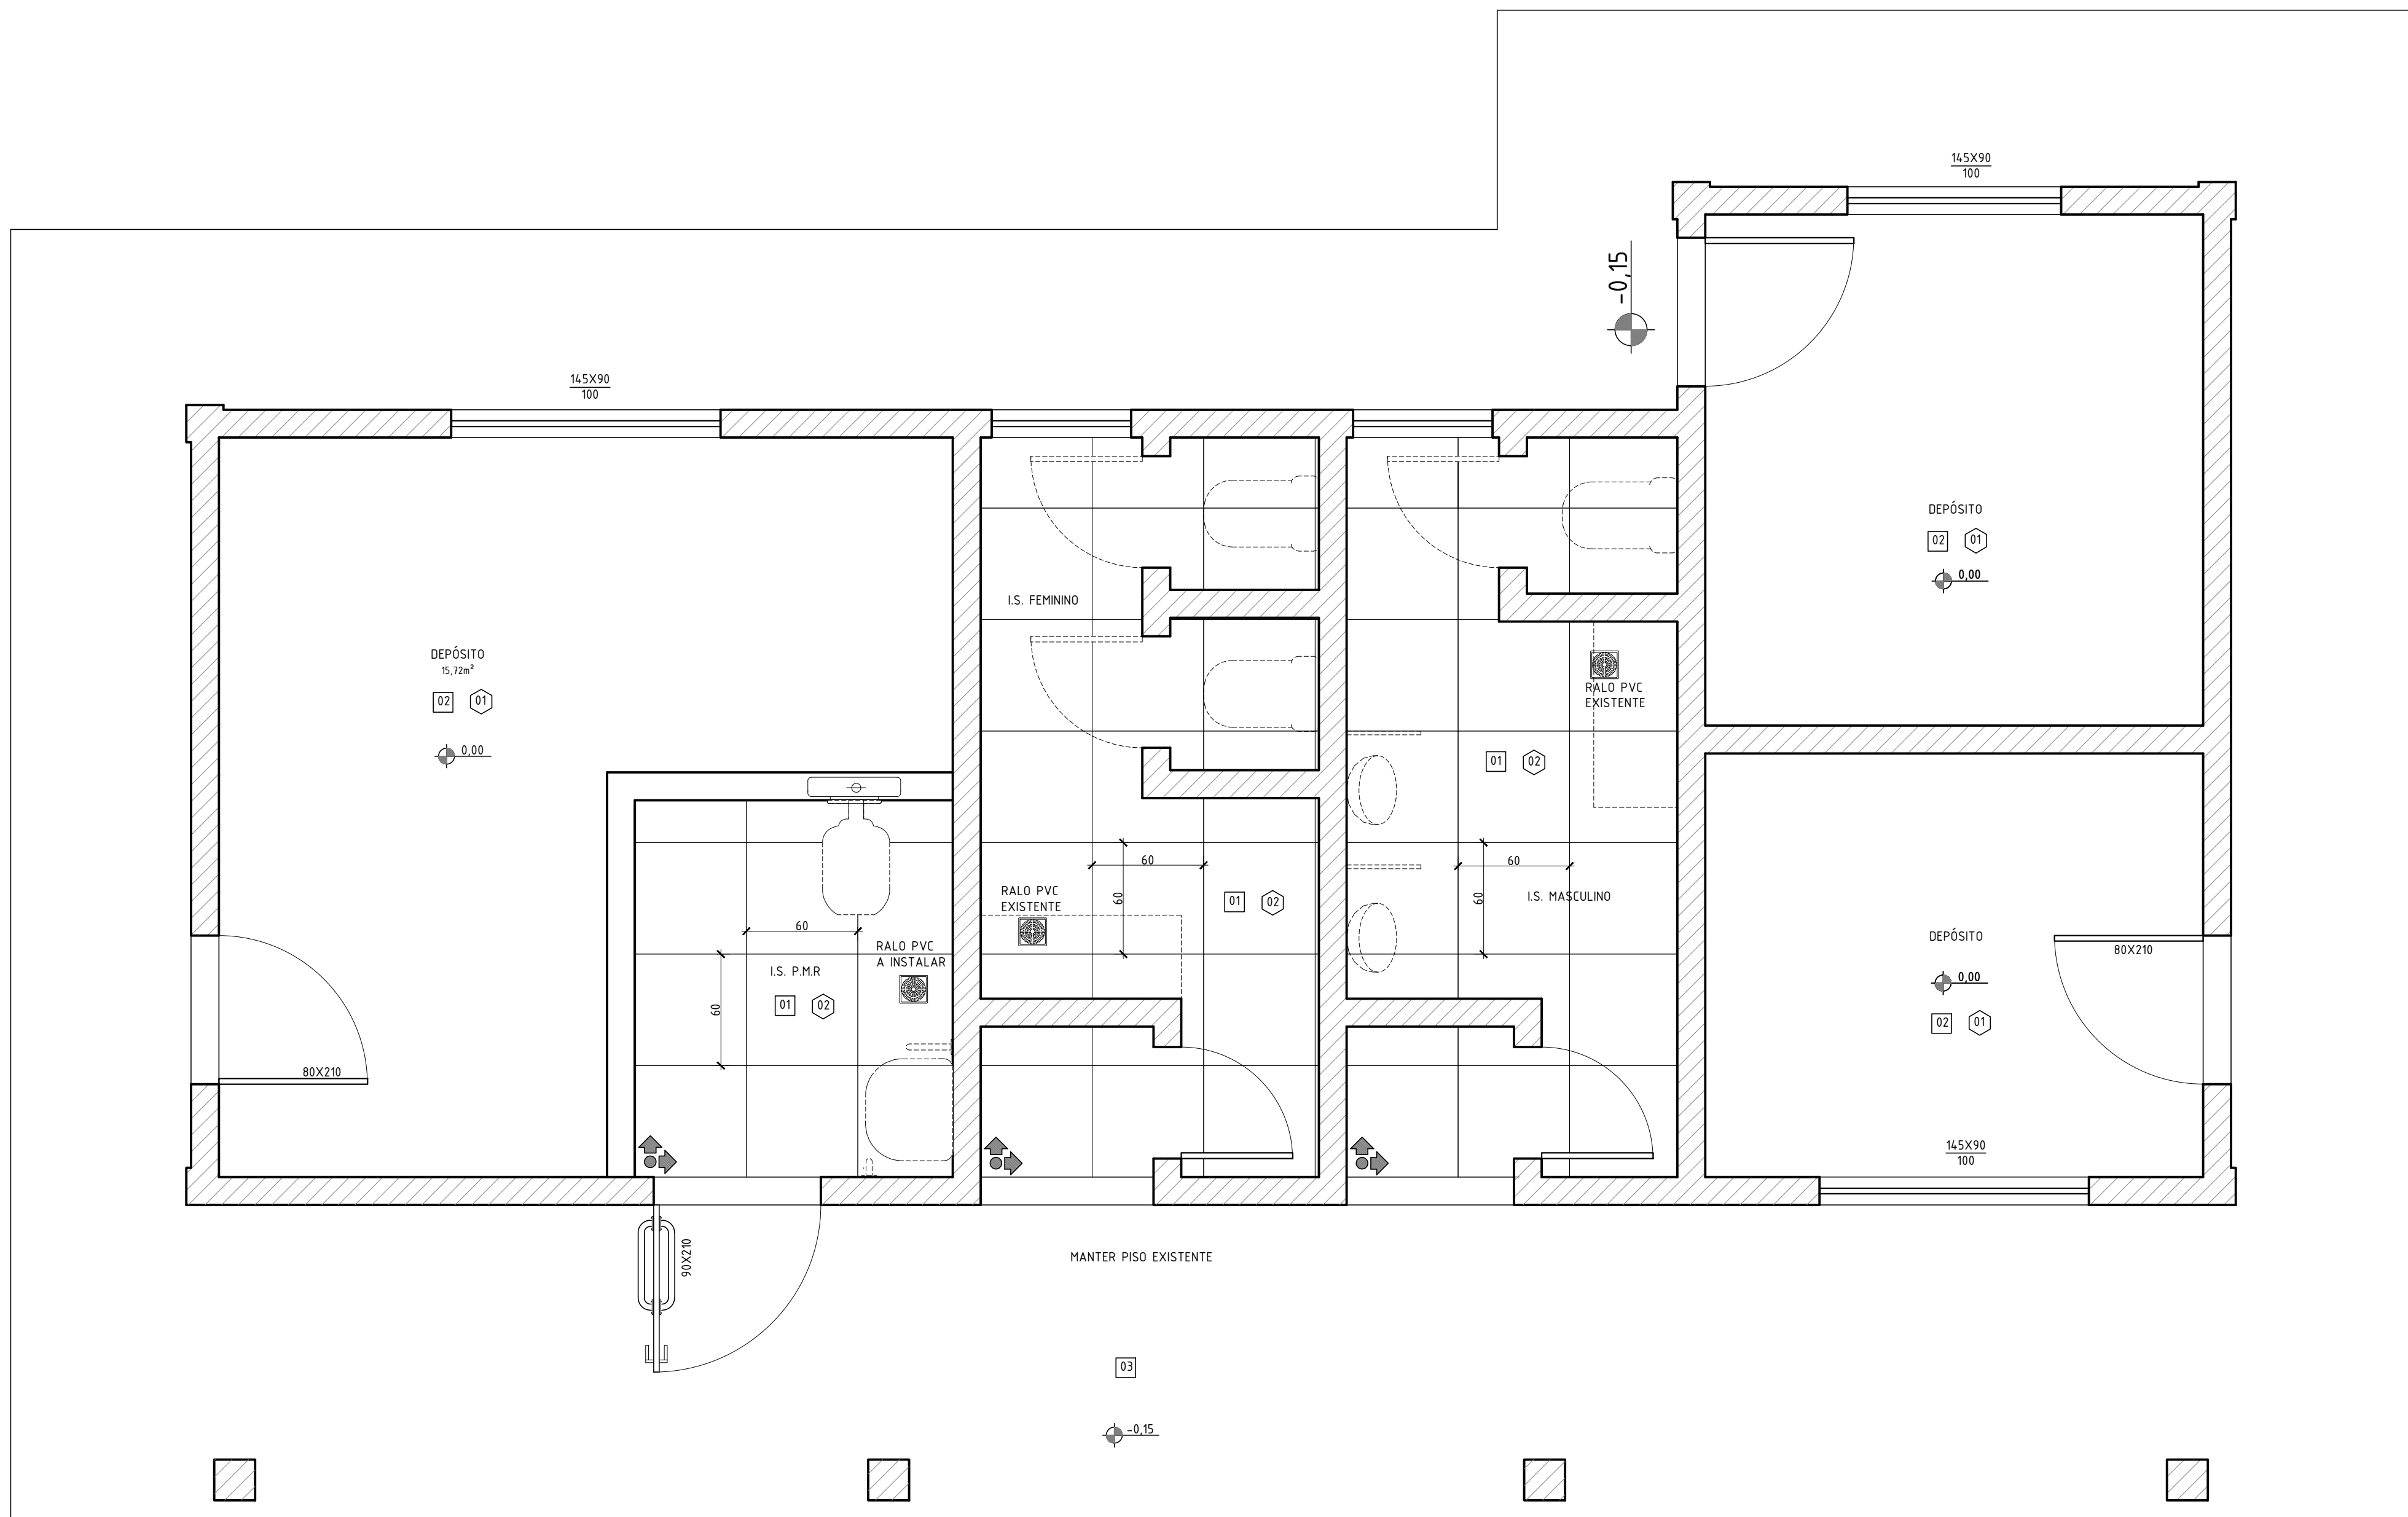 145X90
100
-0,15
145X90
100
DEPÓSITO
02 01
0,00
I.S. FEMININO
DEPÓSITO
15,72m²
02 01
0,00
RALO PVC
EXISTENTE
01 02
60
60
RALO PVC
EXISTENTE
01 02
60
60
I.S. MASCULINO
60
60
RALO PVC
A INSTALAR
I.S. P.M.R
01 02
DEPÓSITO
0,00
02 01
80X210
80X210
145X90
100
90X210
MANTER PISO EXISTENTE
03
-0,15